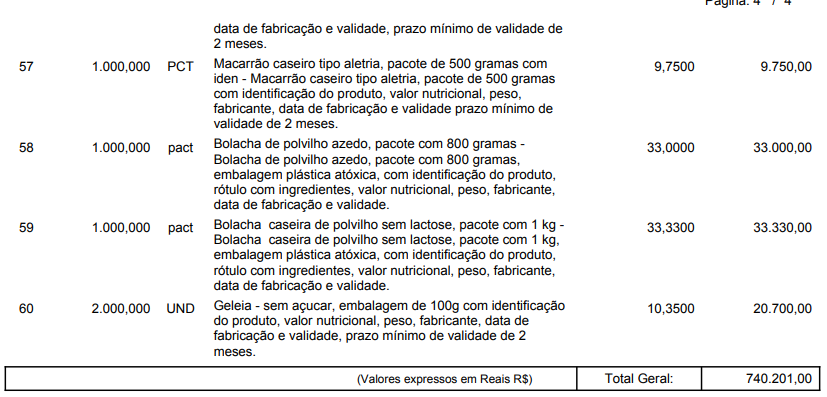 Página: 4 / 4
data de fabricação e validade, prazo mínimo de validade de
2 meses.
57 1.000,000 PCT Macarrão caseiro tipo aletria, pacote de 500 gramas com 9,7500 9.750,00
iden - Macarrão caseiro tipo aletria, pacote de 500 gramas
com identificação do produto, valor nutricional, peso,
fabricante, data de fabricação e validade prazo mínimo de
validade de 2 meses.
58 1.000,000 pact Bolacha de polvilho azedo, pacote com 800 gramas - 33,0000 33.000,00
Bolacha de polvilho azedo, pacote com 800 gramas,
embalagem plástica atóxica, com identificação do produto,
rótulo com ingredientes, valor nutricional, peso, fabricante,
data de fabricação e validade.
59 1.000,000 pact Bolacha caseira de polvilho sem lactose, pacote com 1 kg - 33,3300 33.330,00
Bolacha caseira de polvilho sem lactose, pacote com 1 kg,
embalagem plástica atóxica, com identificação do produto,
rótulo com ingredientes, valor nutricional, peso, fabricante,
data de fabricação e validade.
60 2.000,000 UND Geleia - sem açucar, embalagem de 100g com identificação 10,3500 20.700,00
do produto, valor nutricional, peso, fabricante, data de
fabricação e validade, prazo mínimo de validade de 2
meses.
(Valores expressos em Reais R$) Total Geral: 740.201,00